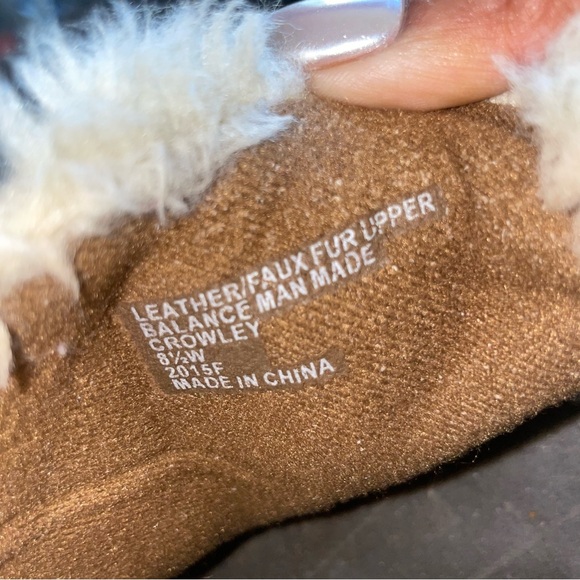 LEATHER/FAUX FUR UPPER
BALANCE MAN MADE
CROWLEY
8½W
2015F
MADE IN CHINA